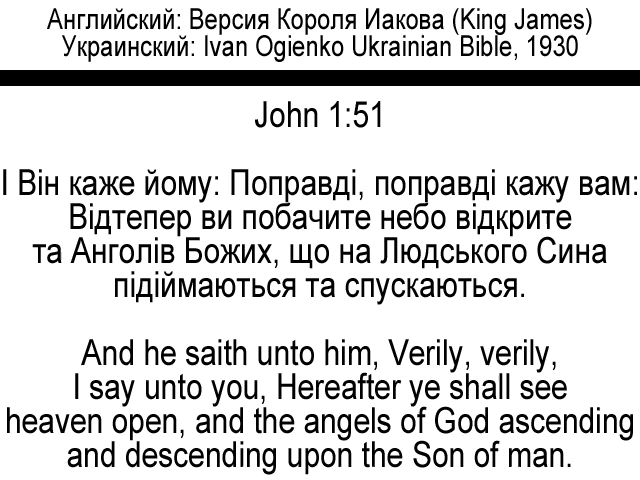 Английский: Версия Короля Иакова (King James)
Украинский: Ivan Ogienko Ukrainian Bible, 1930
John 1:51
І Він каже йому: Поправді, поправді кажу вам:
Відтепер ви побачите небо відкрите
та Анголів Божих, що на Людського Сина
підіймаються та спускаються.
And he saith unto him, Verily, verily,
I say unto you, Hereafter ye shall see
heaven open, and the angels of God ascending
and descending upon the Son of man.